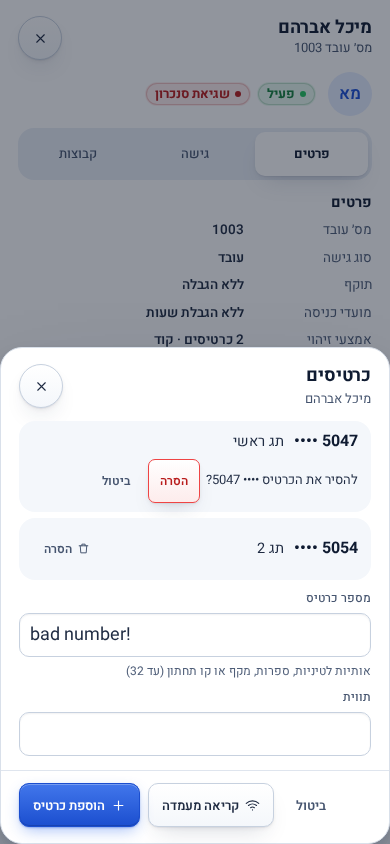 מיכל אברהם
מס׳ עובד 1003
מא
פעיל
שגיאת סנכרון
פרטים
גישה
קבוצות
פרטים
מס׳ עובד 1003
סוג גישה עובד
תוקף ללא הגבלה
מועדי כניסה ללא הגבלת שעות
אמצעי זיהוי 2 כרטיסים · קוד
כרטיסים
מיכל אברהם
•••• 5047 תג ראשי
להסיר את הכרטיס •••• 5047?
הסרה
ביטול
•••• 5054 תג 2
הסרה
מספר כרטיס
bad number!
אותיות לטיניות, ספרות, מקף או קו תחתון (עד 32)
תווית
ביטול
קריאה מעמדה
הוספת כרטיס